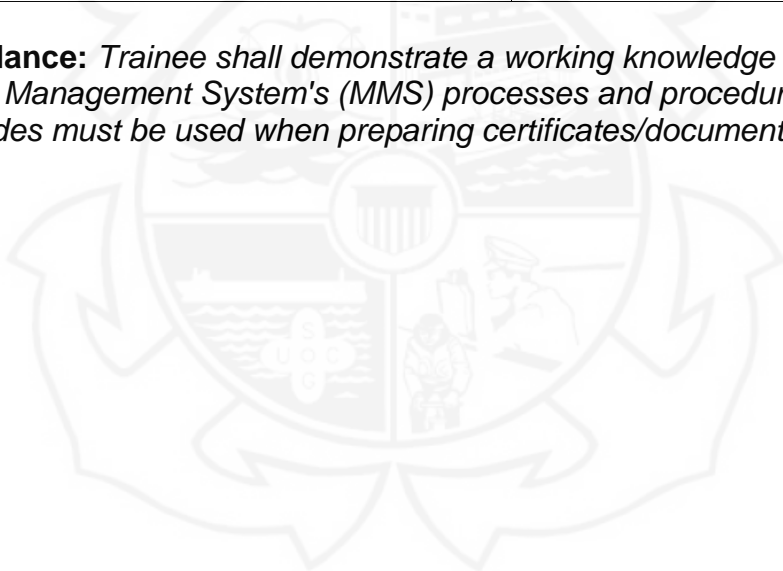 lance: Trainee shall demonstrate a working knowledge
Management System's (MMS) processes and procedur
des must be used when preparing certificates/document
U S C G